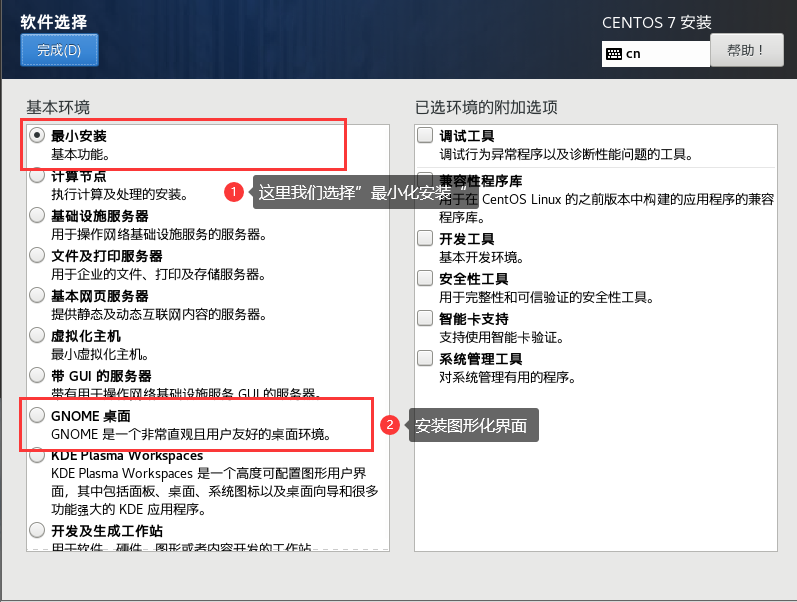 软件选择
完成(D)
CENTOS 7 安装
cn
帮助！
基本环境
最小安装
基本功能。
计算节点
执行计算及处理的安装。
基础设施服务器
用于操作网络基础设施服务的服务器。
文件及打印服务器
用于企业的文件、打印及存储服务器。
基本网页服务器
提供静态及动态互联网内容的服务器。
虚拟化主机
最小虚拟化主机。
带 GUI 的服务器
带有用于操作网络基础设施服务 GUI 的服务器。
GNOME 桌面
GNOME 是一个非常直观且用户友好的桌面环境。
KDE Plasma Workspaces
KDE Plasma Workspaces 是一个高度可配置图形用户界
面，其中包括面板、桌面、系统图标以及桌面向导和很多
功能强大的 KDE 应用程序。
开发及生成工作站
用于软件、硬件、图形或者内容开发的工作站
1
这里我们选择”最小化安装“
2
安装图形化界面
已选环境的附加选项
调试工具
调试行为异常程序以及诊断性能问题的工具。
兼容性程序库
用于在 CentOS Linux 的之前版本中构建的应用程序的兼容
程序库。
开发工具
基本开发环境。
安全性工具
用于完整性和可信验证的安全性工具。
智能卡支持
支持使用智能卡验证。
系统管理工具
对系统管理有用的程序。